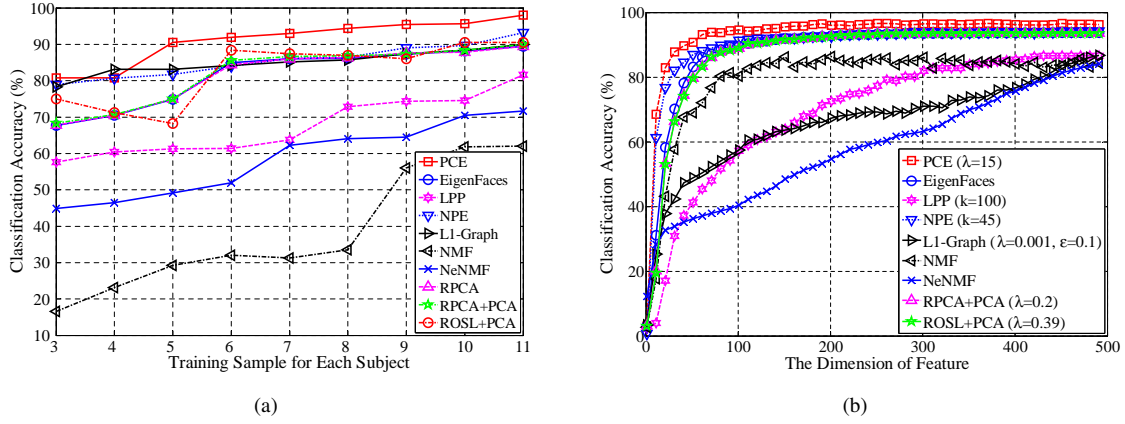 100
90
80
70
60
50
40
30
20
10
Classification Accuracy (%)
3 4 5 6 7 8 9 10 11
Training Sample for Each Subject
PCE
EigenFaces
LPP
NPE
L1-Graph
NMF
NeNMF
RPCA
RPCA+PCA
ROSL+PCA
(a)
100
80
60
40
20
0
Classification Accuracy (%)
0 100 200 300 400 500
The Dimension of Feature
PCE (λ=15)
EigenFaces
LPP (k=100)
NPE (k=45)
L1-Graph (λ=0.001, ε=0.1)
NMF
NeNMF
RPCA+PCA (λ=0.2)
ROSL+PCA (λ=0.39)
(b)